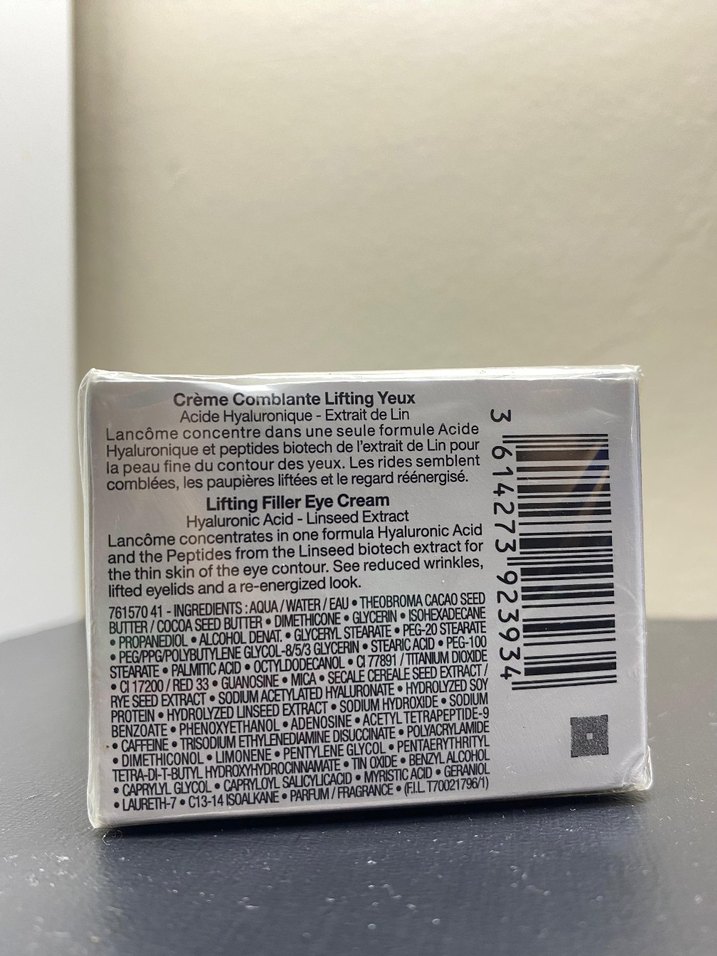 Crème Comblante Lifting Yeux
Acide Hyaluronique - Extrait de Lin
Lancôme concentre dans une seule formule Acide
Hyaluronique et peptides biotech de l'extrait de Lin pour
la peau fine du contour des yeux. Les rides semblent
comblées, les paupières liftées et le regard réénergisé.
Lifting Filler Eye Cream
Hyaluronic Acid - Linseed Extract
Lancôme concentrates in one formula Hyaluronic Acid
and the Peptides from the Linseed biotech extract for
the thin skin of the eye contour. See reduced wrinkles,
lifted eyelids and a re-energized look.
761570 41 - INGREDIENTS : AQUA / WATER / EAU • THEOBROMA CACAO SEED
BUTTER / COCOA SEED BUTTER • DIMETHICONE • GLYCERIN • ISOHEXADECANE
• PROPANEDIOL • ALCOHOL DENAT. • GLYCERYL STEARATE • PEG-20 STEARATE
• PEG/PPG/POLYBUTYLENE GLYCOL-8/5/3 GLYCERIN • STEARIC ACID • PEG-100
STEARATE • PALMITIC ACID • OCTYLDODECANOL • CI 77891 / TITANIUM DIOXIDE
• CI 17200 / RED 33 • GUANOSINE • MICA • SECALE CEREALE SEED EXTRACT /
RYE SEED EXTRACT • SODIUM ACETYLATED HYALURONATE • HYDROLYZED SOY
PROTEIN • HYDROLYZED LINSEED EXTRACT • SODIUM HYDROXIDE • SODIUM
BENZOATE • PHENOXYETHANOL • ADENOSINE • ACETYL TETRAPEPTIDE-9
• CAFFEINE • TRISODIUM ETHYLENEDIAMINE DISUCCINATE • POLYACRYLAMIDE
• DIMETHICONOL • LIMONENE • PENTYLENE GLYCOL • PENTAERYTHRITYL
TETRA-DI-T-BUTYL HYDROXYHYDROCINNAMATE • TIN OXIDE • BENZYL ALCOHOL
• CAPRYLYL GLYCOL • CAPRYLOYL SALICYLIC ACID • MYRISTIC ACID • GERANIOL
• LAURETH-7 • C13-14 ISOALKANE • PARFUM / FRAGRANCE • (F.I.L. T70021796/1)
3 614273 923934